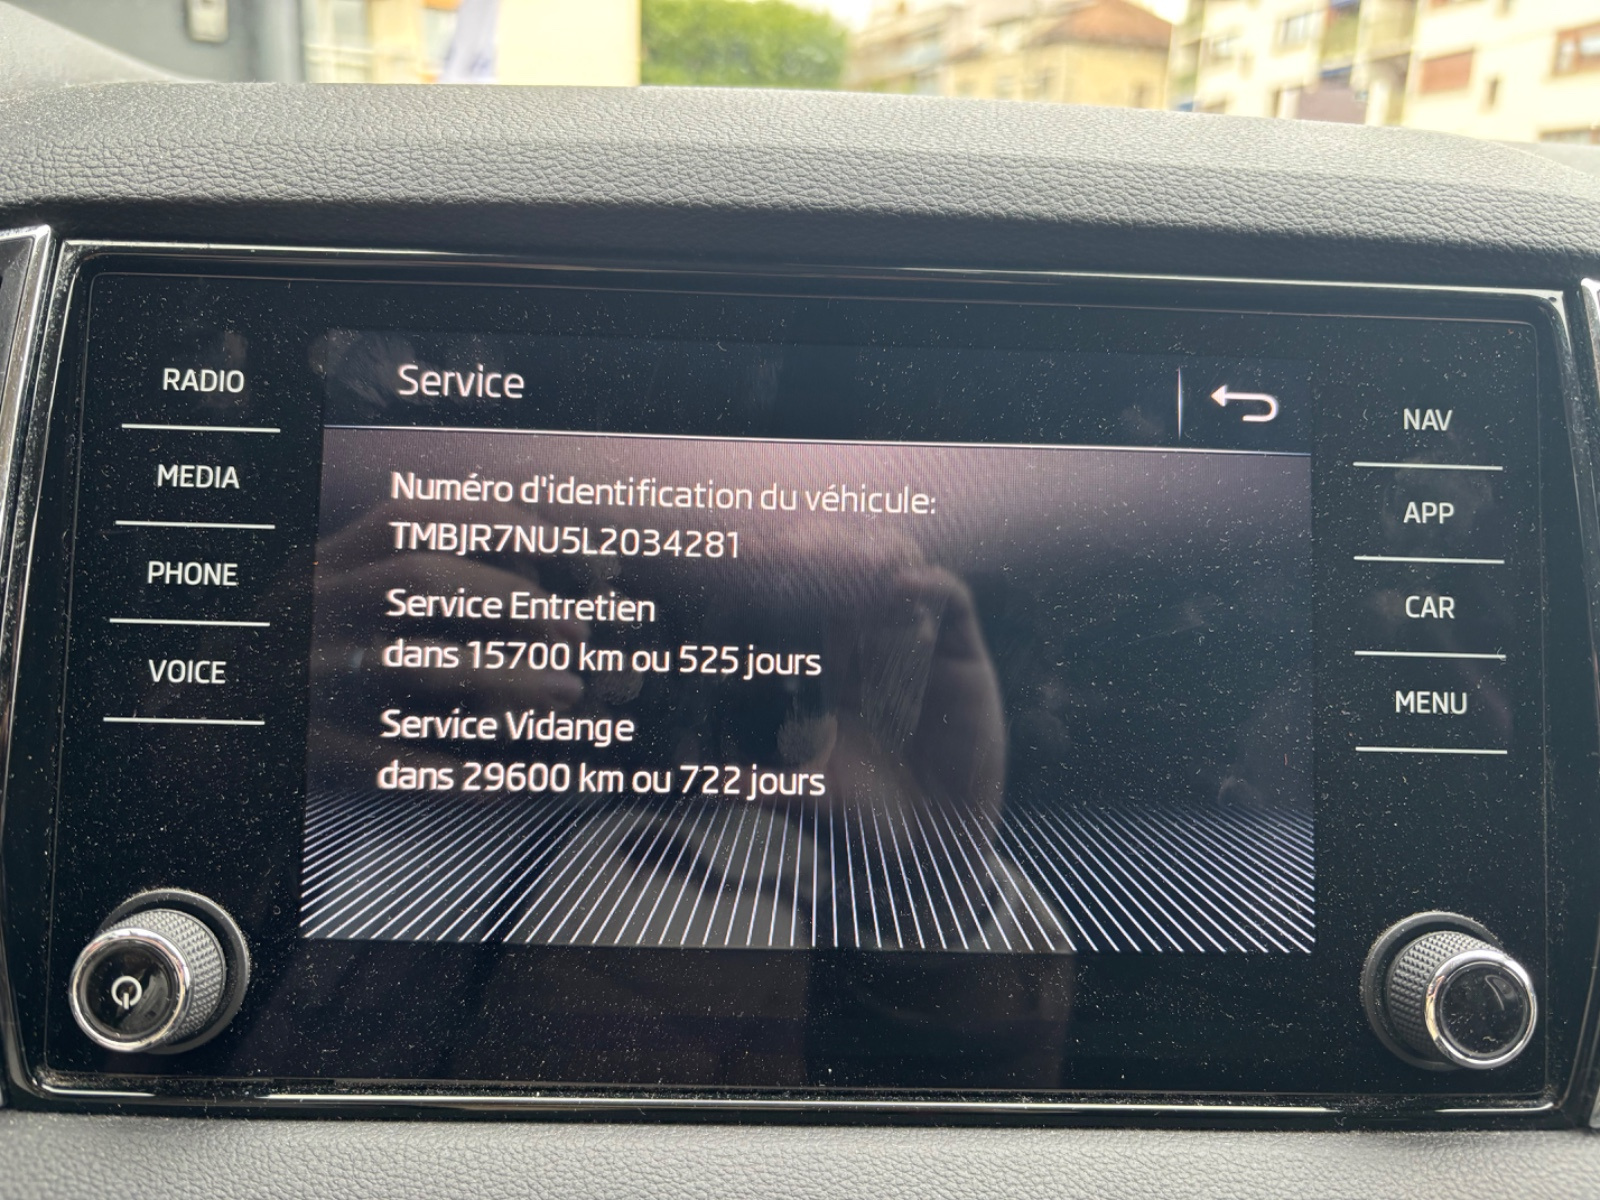 RADIO
MEDIA
PHONE
VOICE
Service
Numéro d'identification du véhicule:
TMBJR7NU5L2034281
Service Entretien
dans 15700 km ou 525 jours
Service Vidange
dans 29600 km ou 722 jours
NAV
APP
CAR
MENU